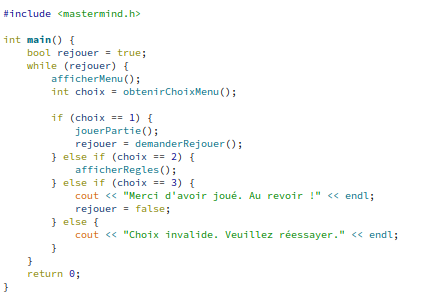 #include <mastermind.h>
int main() {
bool rejouer = true;
while (rejouer) {
afficherMenu();
int choix = obtenirChoixMenu();
if (choix == 1) {
jouerPartie();
rejouer = demanderRejouer();
} else if (choix == 2) {
afficherRegles();
} else if (choix == 3) {
cout << "Merci d'avoir joué. Au revoir !" << endl;
rejouer = false;
} else {
cout << "Choix invalide. Veuillez réessayer." << endl;
}
}
return 0;
}